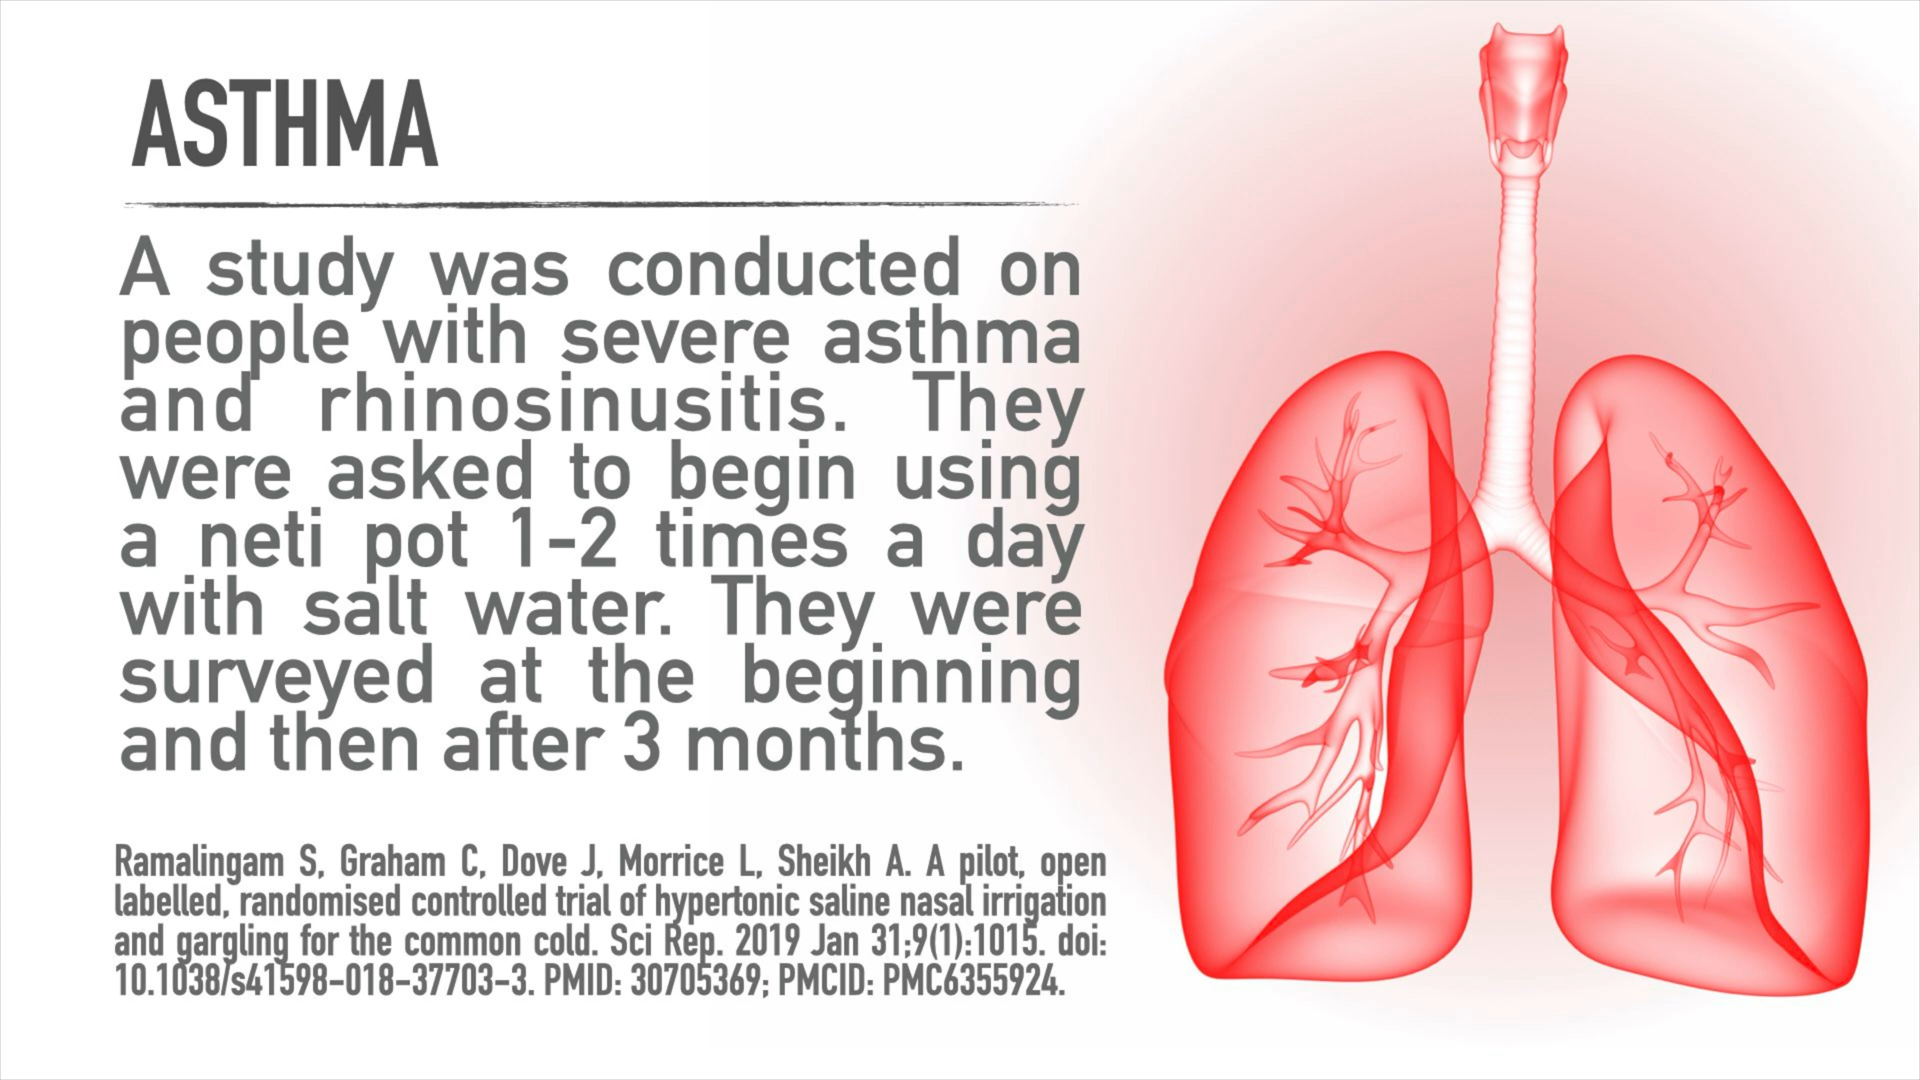 ASTHMA
A study was conducted on
people with severe asthma
and rhinosinusitis. They
were asked to begin using
a neti pot 1-2 times a day
with salt water. They were
surveyed at the beginning
and then after 3 months.
Ramalingam S, Graham C, Dove J, Morrice L, Sheikh A. A pilot, open
labelled, randomised controlled trial of hypertonic saline nasal irrigation
and gargling for the common cold. Sci Rep. 2019 Jan 31;9(1):1015. doi:
10.1038/s41598-018-37703-3. PMID: 30705369; PMCID: PMC6355924.